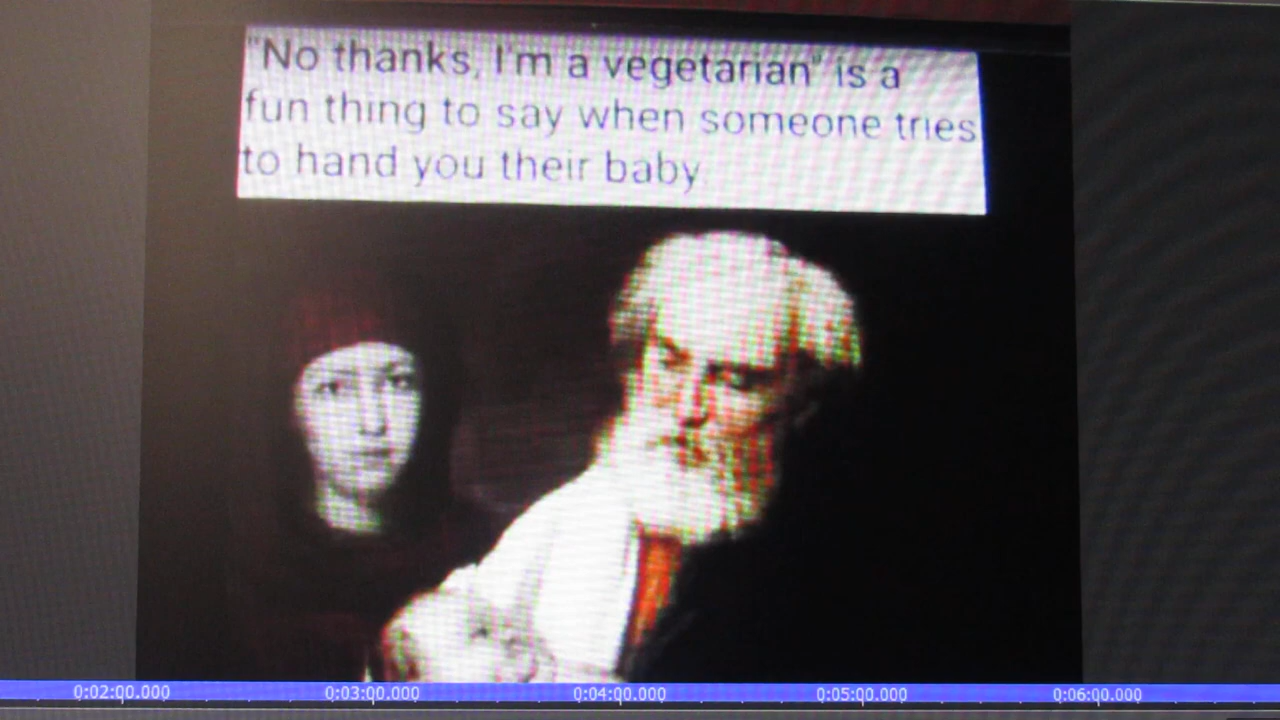 "No thanks, I'm a vegetarian" is a
fun thing to say when someone tries
to hand you their baby
0:02:00.000 0:03:00.000 0:04:00.000 0:05:00.000 0:06:00.000